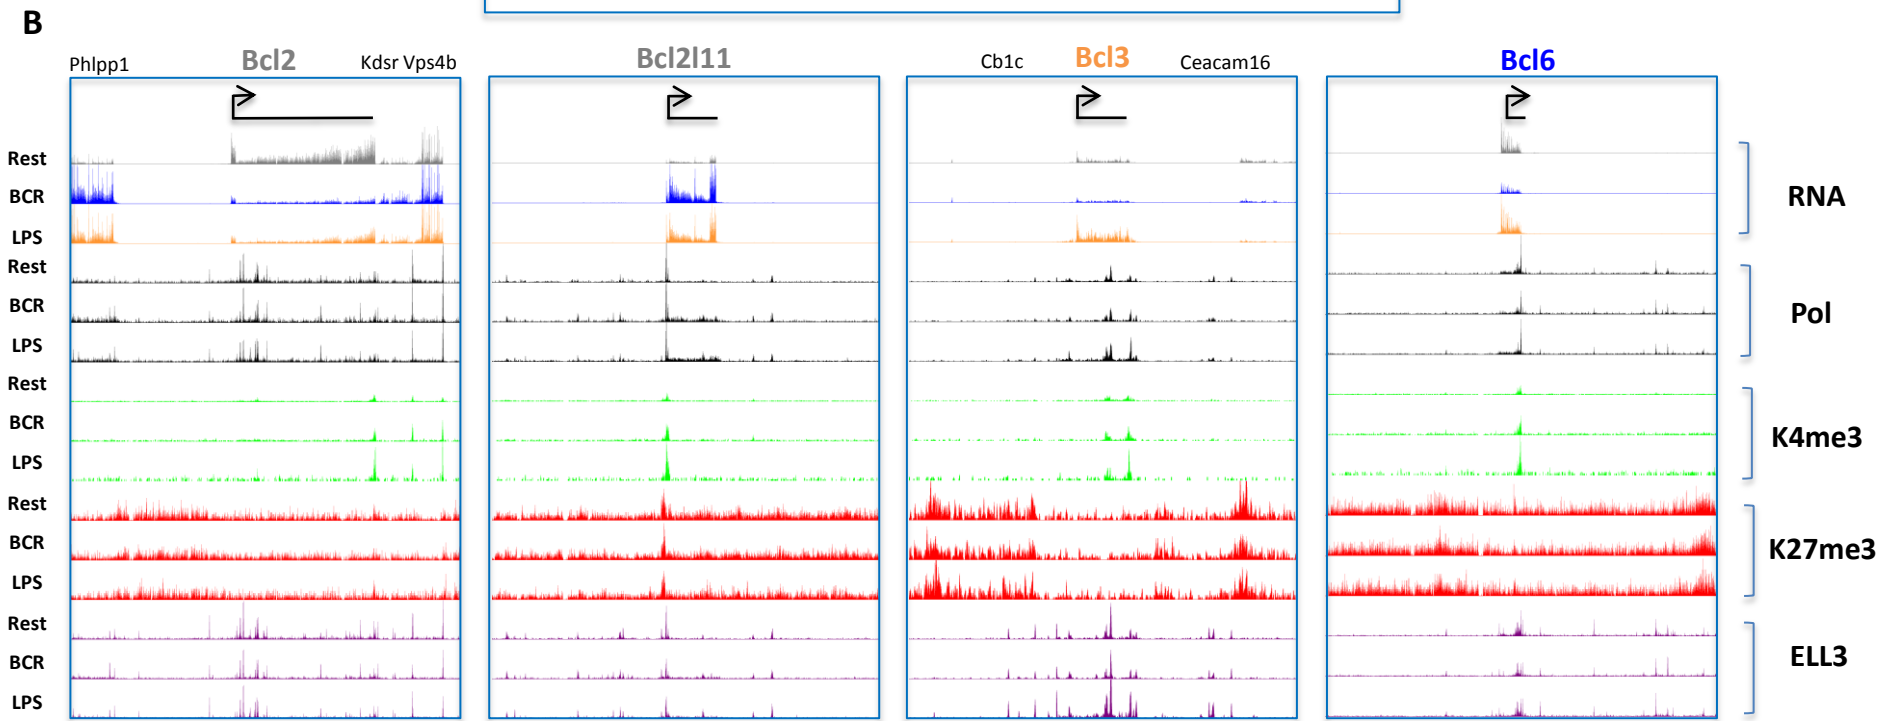 B
Phlpp1 Bcl2 Kdsr Vps4b Bcl2l11 Cb1c Bcl3 Ceacam16 Bcl6
Rest
BCR
LPS
RNA
Rest
BCR
LPS
Pol
Rest
BCR
LPS
K4me3
Rest
BCR
LPS
K27me3
Rest
BCR
LPS
ELL3